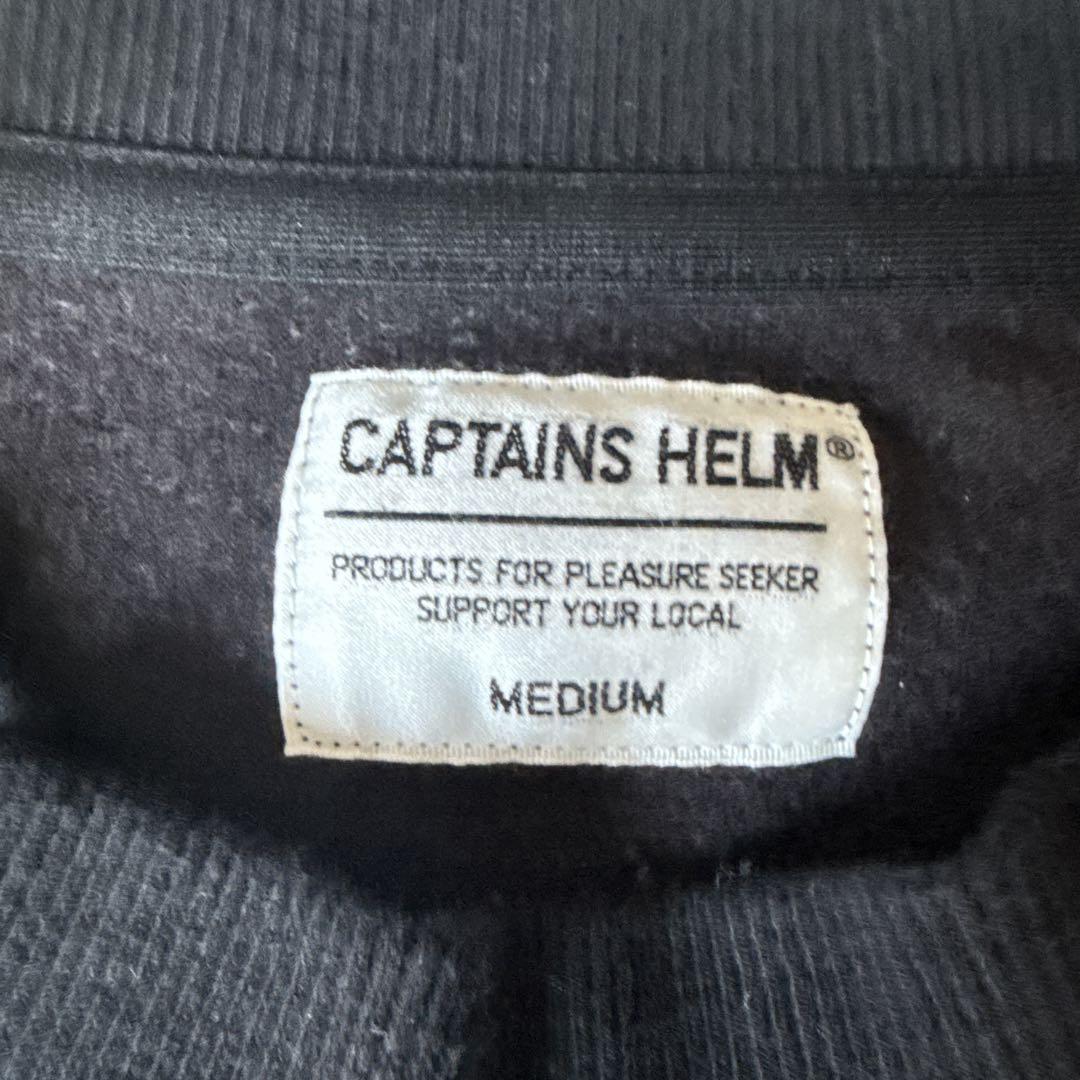 CAPTAINS HELM®
PRODUCTS FOR PLEASURE SEEKER
SUPPORT YOUR LOCAL
MEDIUM